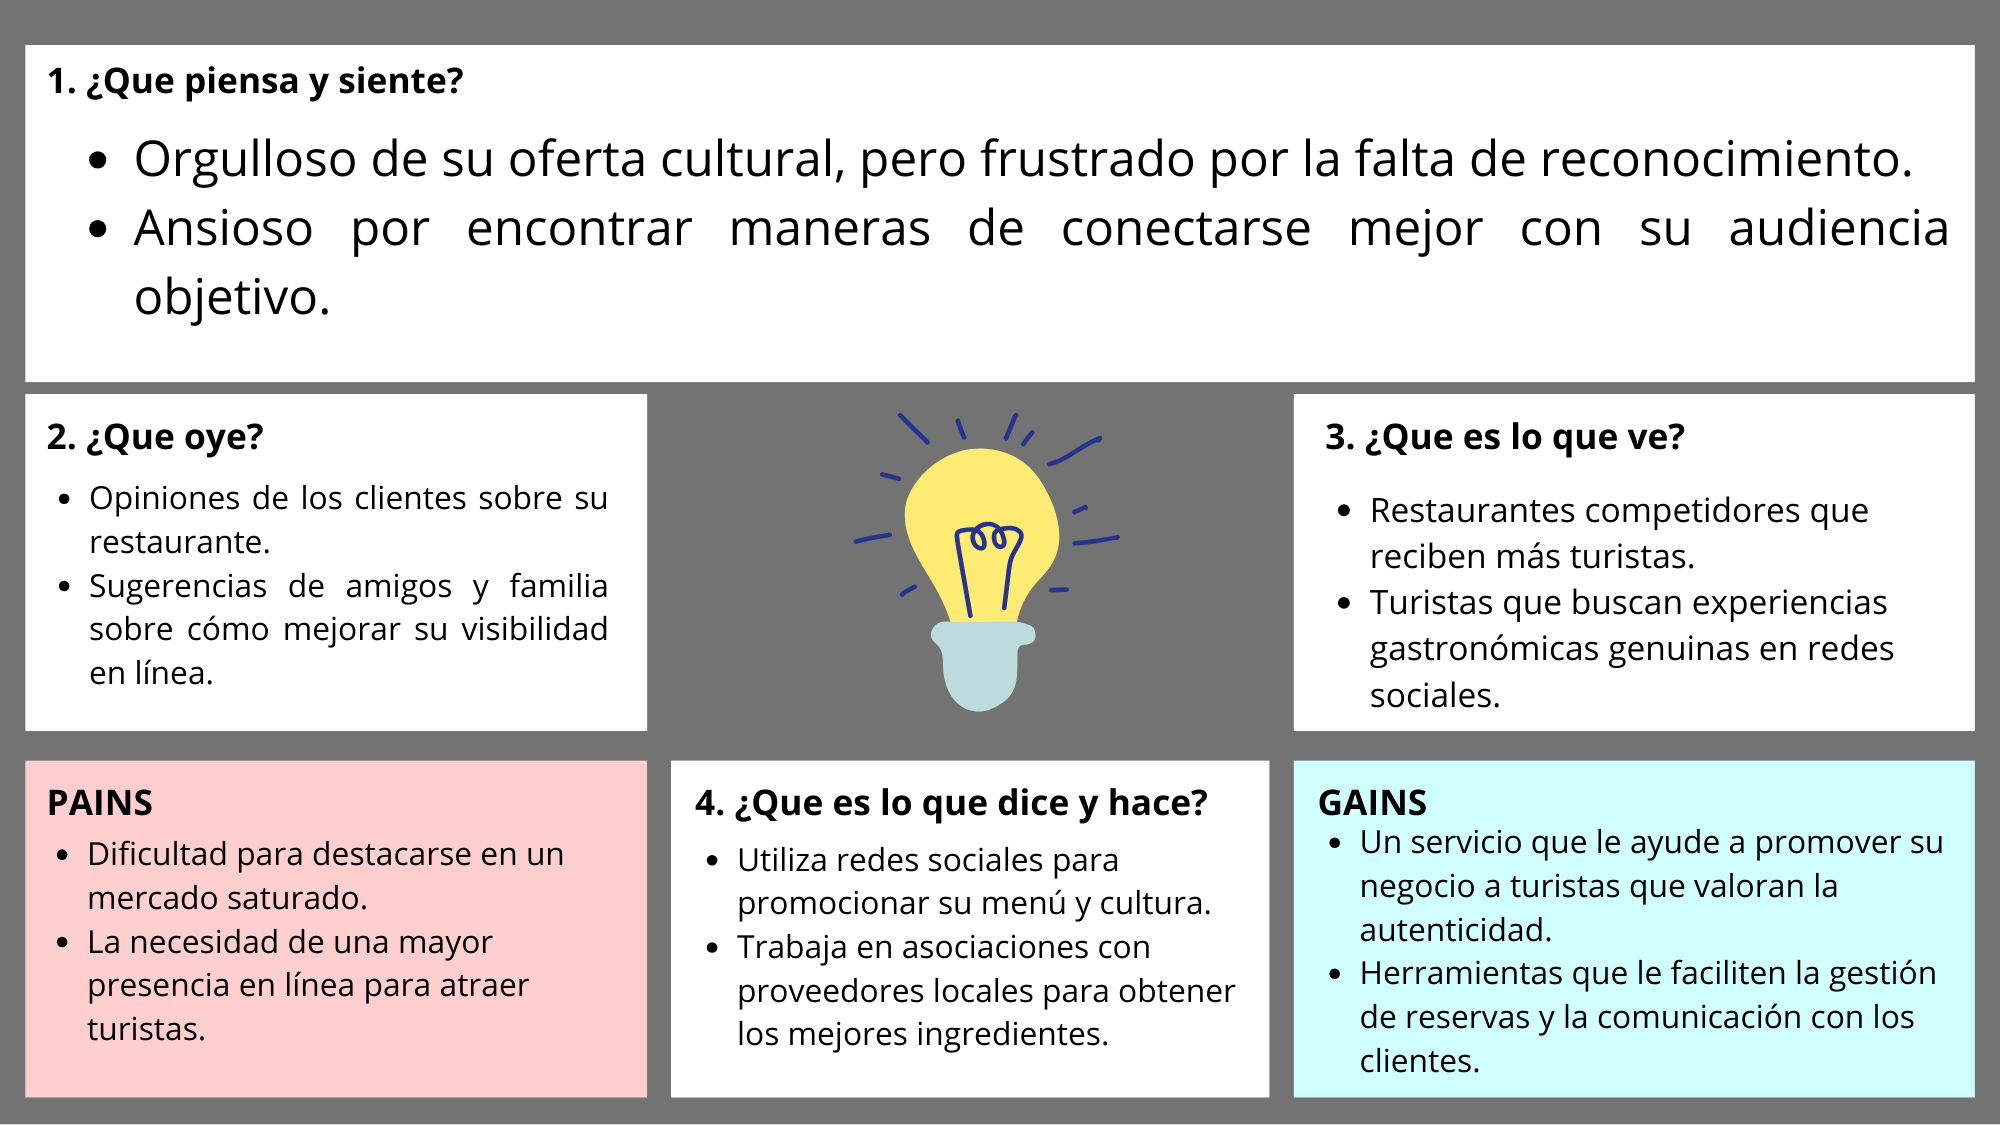 1. ¿Que piensa y siente?
• Orgulloso de su oferta cultural, pero frustrado por la falta de reconocimiento.
• Ansioso por encontrar maneras de conectarse mejor con su audiencia
objetivo.
2. ¿Que oye?
• Opiniones de los clientes sobre su
restaurante.
• Sugerencias de amigos y familia
sobre cómo mejorar su visibilidad
en línea.
3. ¿Que es lo que ve?
• Restaurantes competidores que
reciben más turistas.
• Turistas que buscan experiencias
gastronómicas genuinas en redes
sociales.
PAINS
• Dificultad para destacarse en un
mercado saturado.
• La necesidad de una mayor
presencia en línea para atraer
turistas.
4. ¿Que es lo que dice y hace?
• Utiliza redes sociales para
promocionar su menú y cultura.
• Trabaja en asociaciones con
proveedores locales para obtener
los mejores ingredientes.
GAINS
• Un servicio que le ayude a promover su
negocio a turistas que valoran la
autenticidad.
• Herramientas que le faciliten la gestión
de reservas y la comunicación con los
clientes.